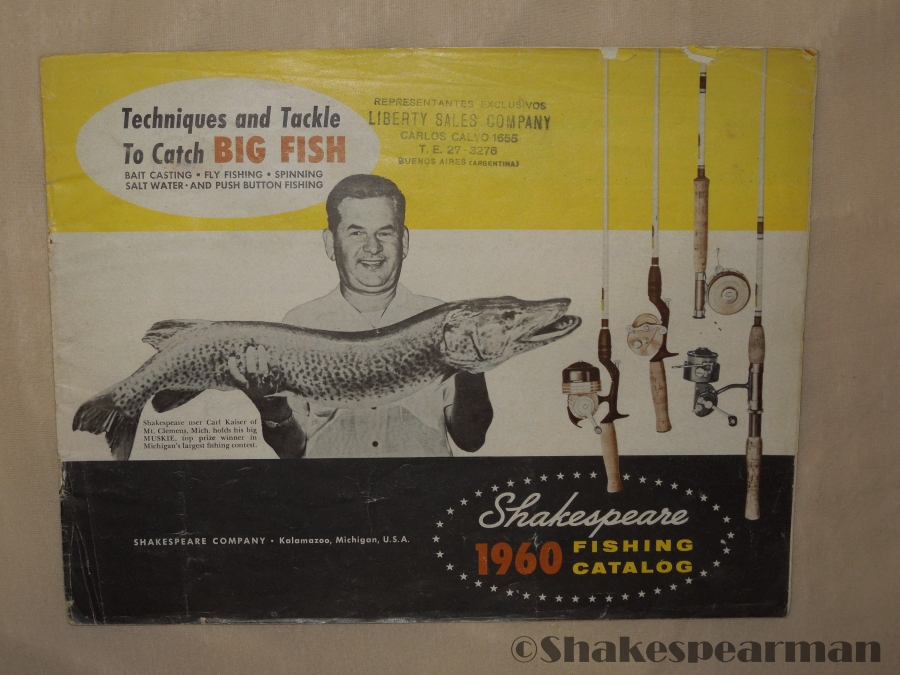 Techniques and Tackle
To Catch BIG FISH
BAIT CASTING • FLY FISHING • SPINNING
SALT WATER • AND PUSH BUTTON FISHING
REPRESENTANTES EXCLUSIVOS
LIBERTY SALES COMPANY
CARLOS CALVO 1655
T. E. 27-3276
BUENOS AIRES (ARGENTINA)
Shakespeare user Carl Kaiser of
Mt. Clemens, Mich. holds his big
MUSKIE, top prize winner in
Michigan's largest fishing contest.
SHAKESPEARE COMPANY • Kalamazoo, Michigan, U.S.A.
Shakespeare
1960 FISHING
CATALOG
©Shakespearman